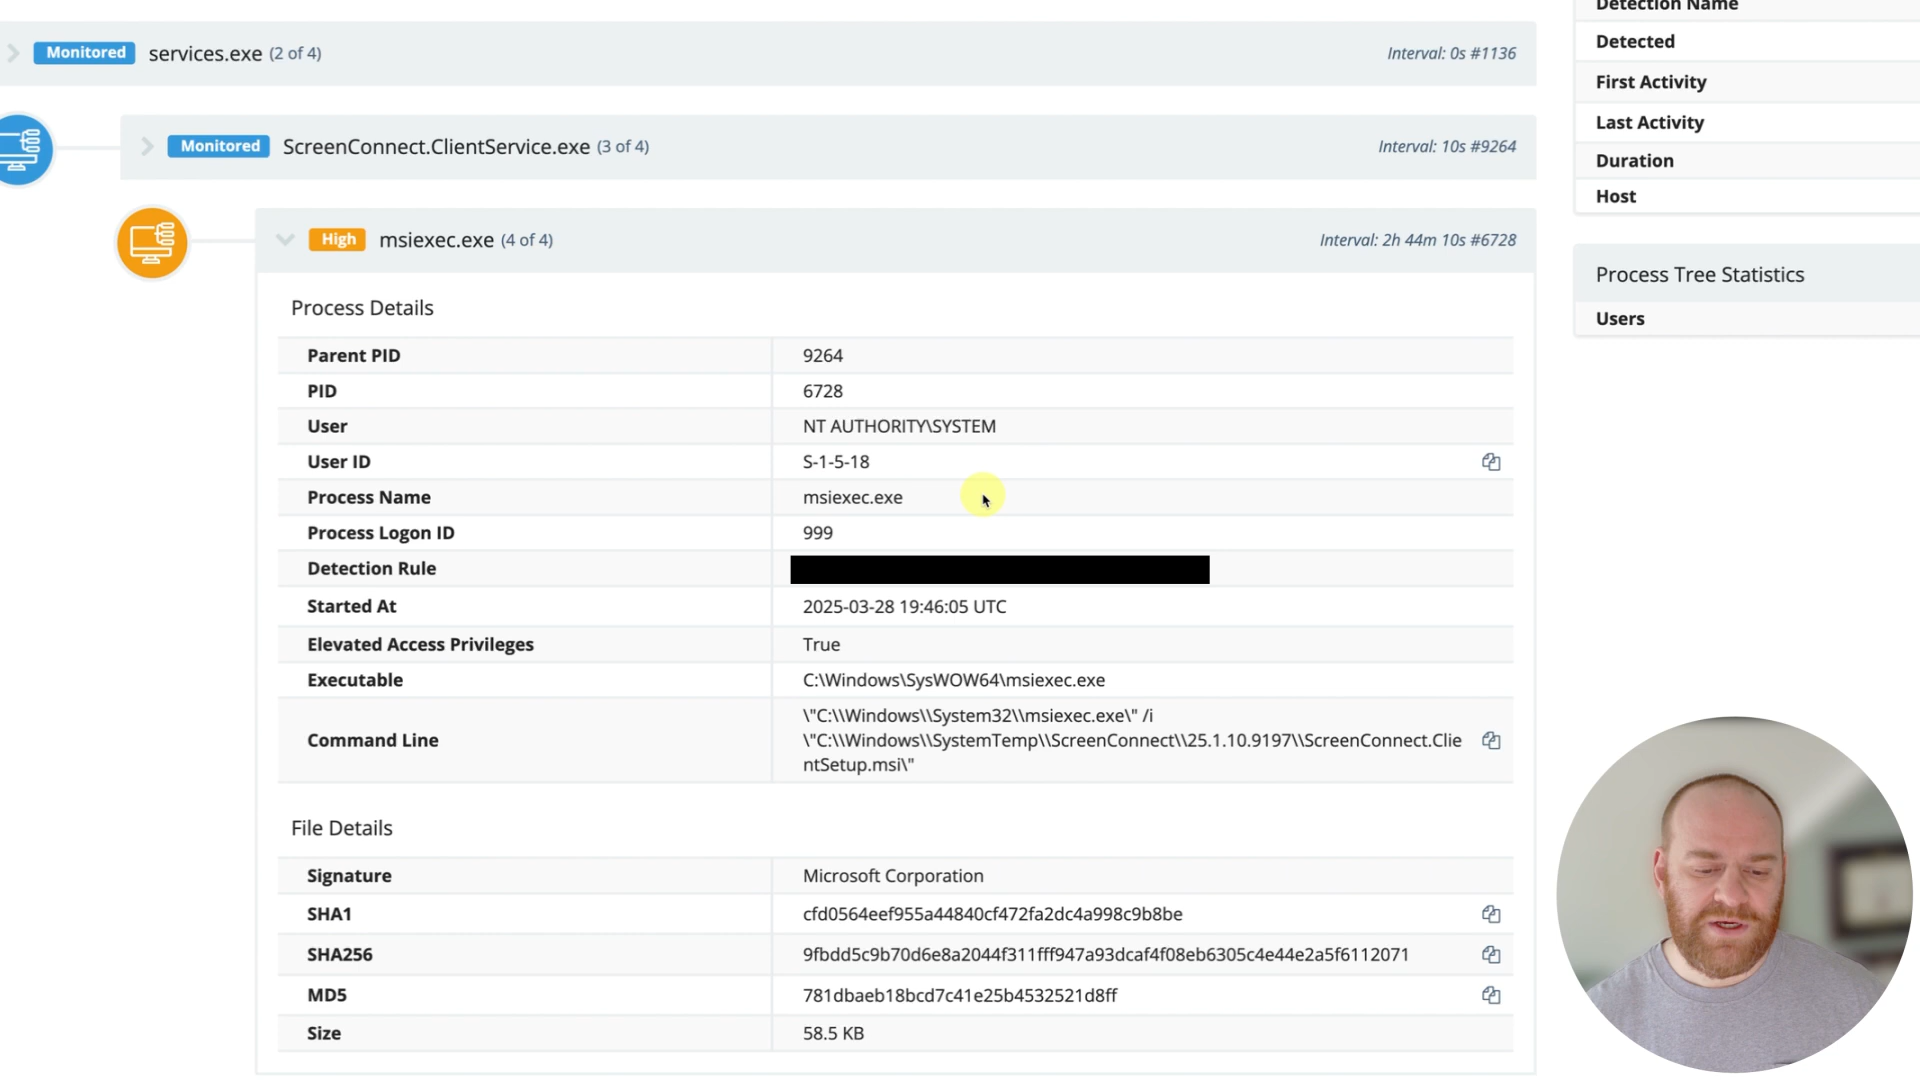 Detection Name
Monitored services.exe (2 of 4) Interval: 0s #1136
Detected
First Activity
Last Activity
Monitored ScreenConnect.ClientService.exe (3 of 4) Interval: 10s #9264
Duration
Host
High msiexec.exe (4 of 4) Interval: 2h 44m 10s #6728
Process Tree Statistics
Users
Process Details
Parent PID 9264
PID 6728
User NT AUTHORITY\SYSTEM
User ID S-1-5-18
Process Name msiexec.exe
Process Logon ID 999
Detection Rule
Started At 2025-03-28 19:46:05 UTC
Elevated Access Privileges True
Executable C:\Windows\SysWOW64\msiexec.exe
Command Line \"C:\\Windows\\System32\\msiexec.exe\" /i
\"C:\\Windows\\SystemTemp\\ScreenConnect\\25.1.10.9197\\ScreenConnect.Clie
ntSetup.msi\"
File Details
Signature Microsoft Corporation
SHA1 cfd0564eef955a44840cf472fa2dc4a998c9b8be
SHA256 9fbdd5c9b70d6e8a2044f311fff947a93dcaf4f08eb6305c4e44e2a5f6112071
MD5 781dbaeb18bcd7c41e25b4532521d8ff
Size 58.5 KB